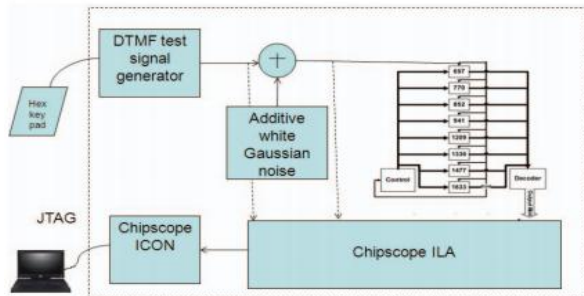 DTMF test
signal
generator
Hex
key
pad
Additive
white
Gaussian
noise
697
770
852
941
1209
1336
1477
1633
Control
Decoder
JTAG
Chipscope
ICON
Chipscope ILA